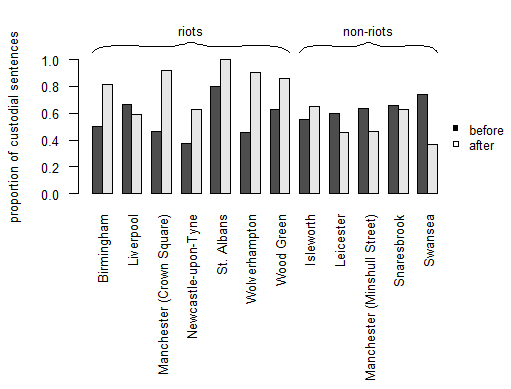 riots
non-riots
proportion of custodial sentences
1.0
0.8
0.6
0.4
0.2
0.0
before
after
Birmingham
Liverpool
Manchester (Crown Square)
Newcastle-upon-Tyne
St. Albans
Wolverhampton
Wood Green
Isleworth
Leicester
Manchester (Minshull Street)
Snaresbrook
Swansea